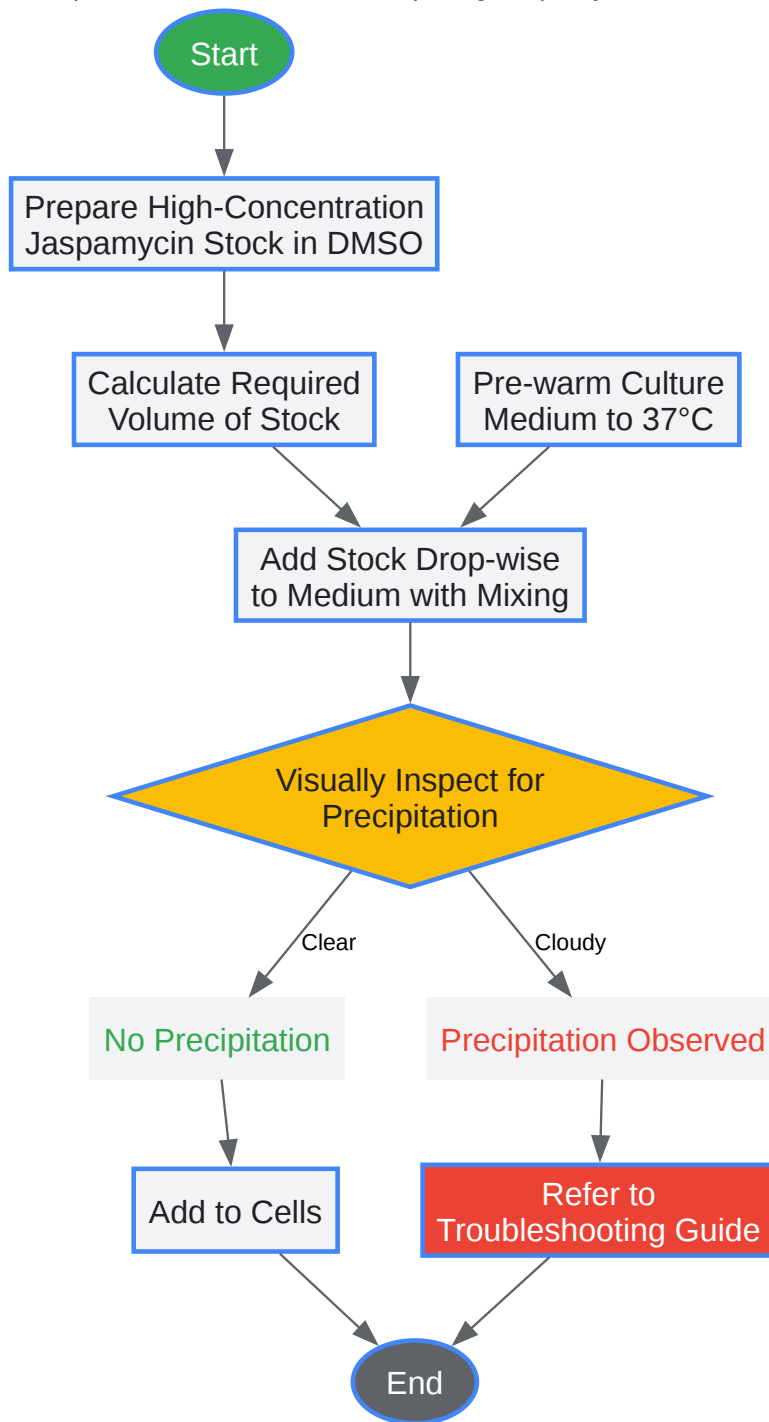 Start
Prepare High-Concentration
Jaspamycin Stock in DMSO
Calculate Required
Volume of Stock
Pre-warm Culture
Medium to 37°C
Add Stock Drop-wise
to Medium with Mixing
Visually Inspect for
Precipitation
Clear
Cloudy
No Precipitation
Precipitation Observed
Add to Cells
Refer to
Troubleshooting Guide
End